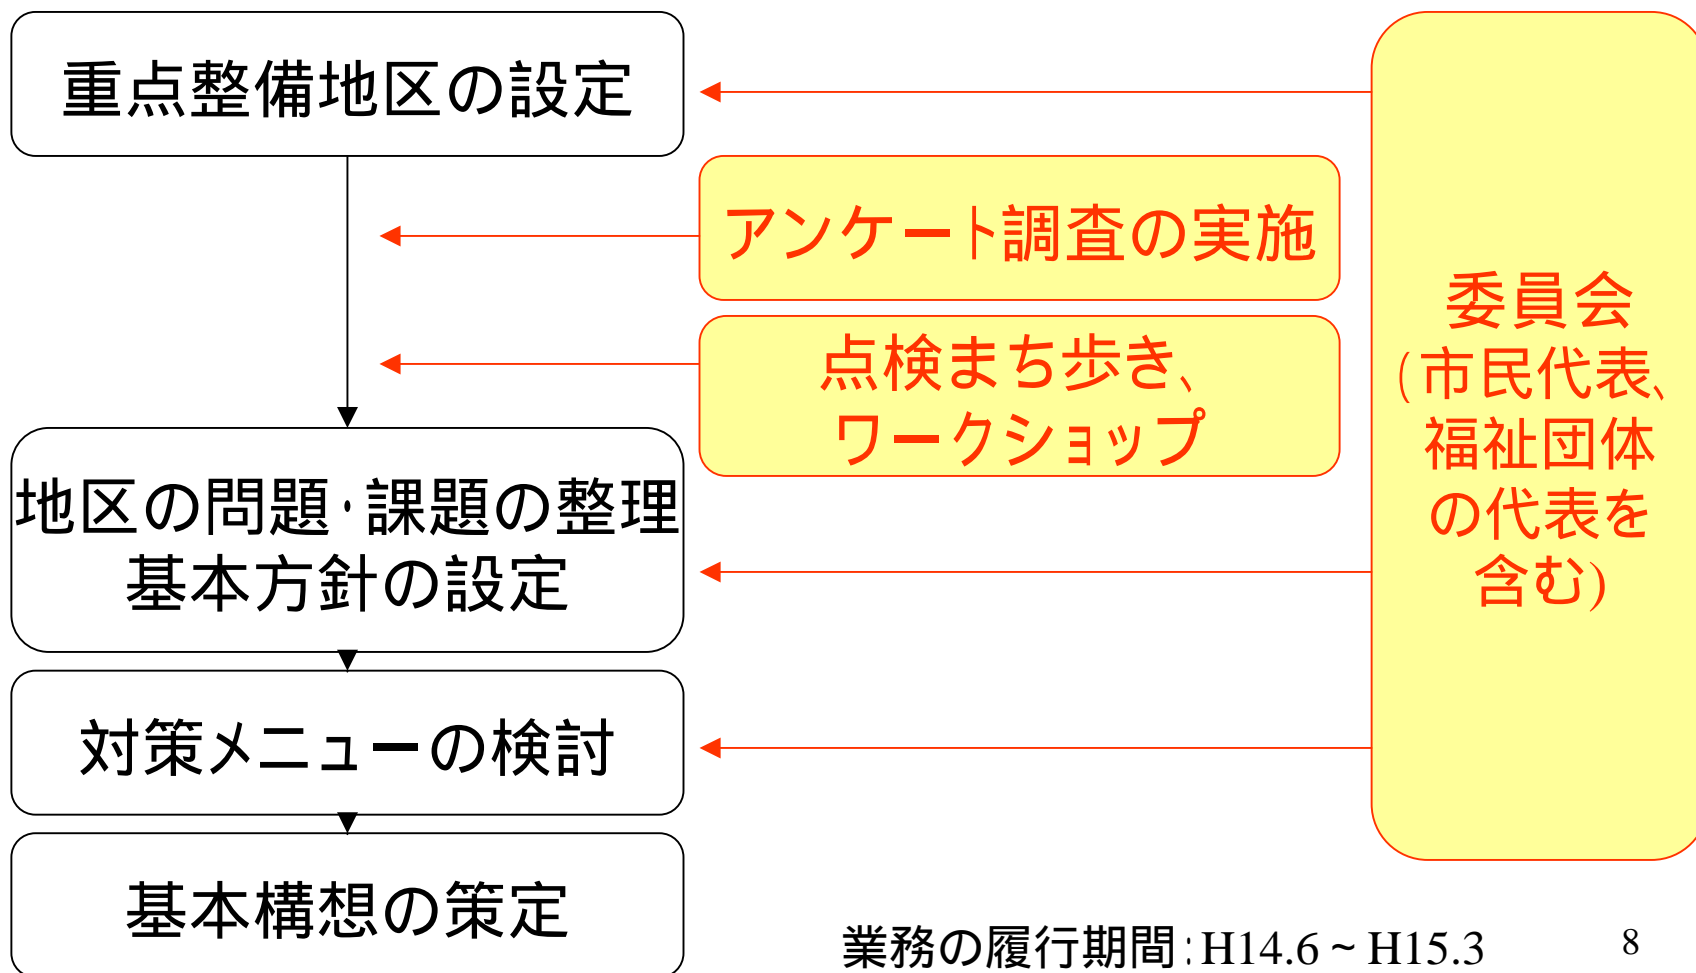 重点整備地区の設定
アンケート調査の実施
点検まち歩き、
ワークショップ
地区の問題・課題の整理
基本方針の設定
対策メニューの検討
基本構想の策定
委員会
(市民代表、
福祉団体
の代表を
含む)
業務の履行期間:H14.6～H15.3
8